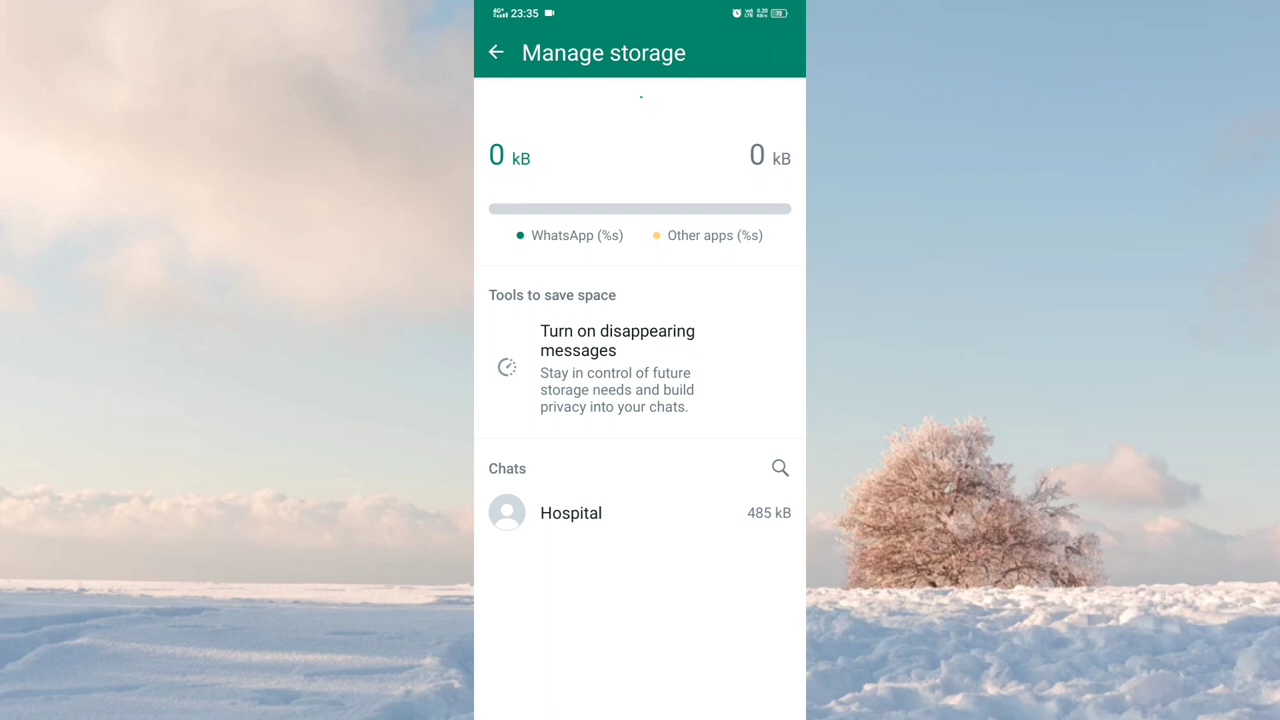 23:35
Manage storage
0 kB
0 kB
WhatsApp (%s)
Other apps (%s)
Tools to save space
Turn on disappearing
messages
Stay in control of future
storage needs and build
privacy into your chats.
Chats
Hospital
485 kB